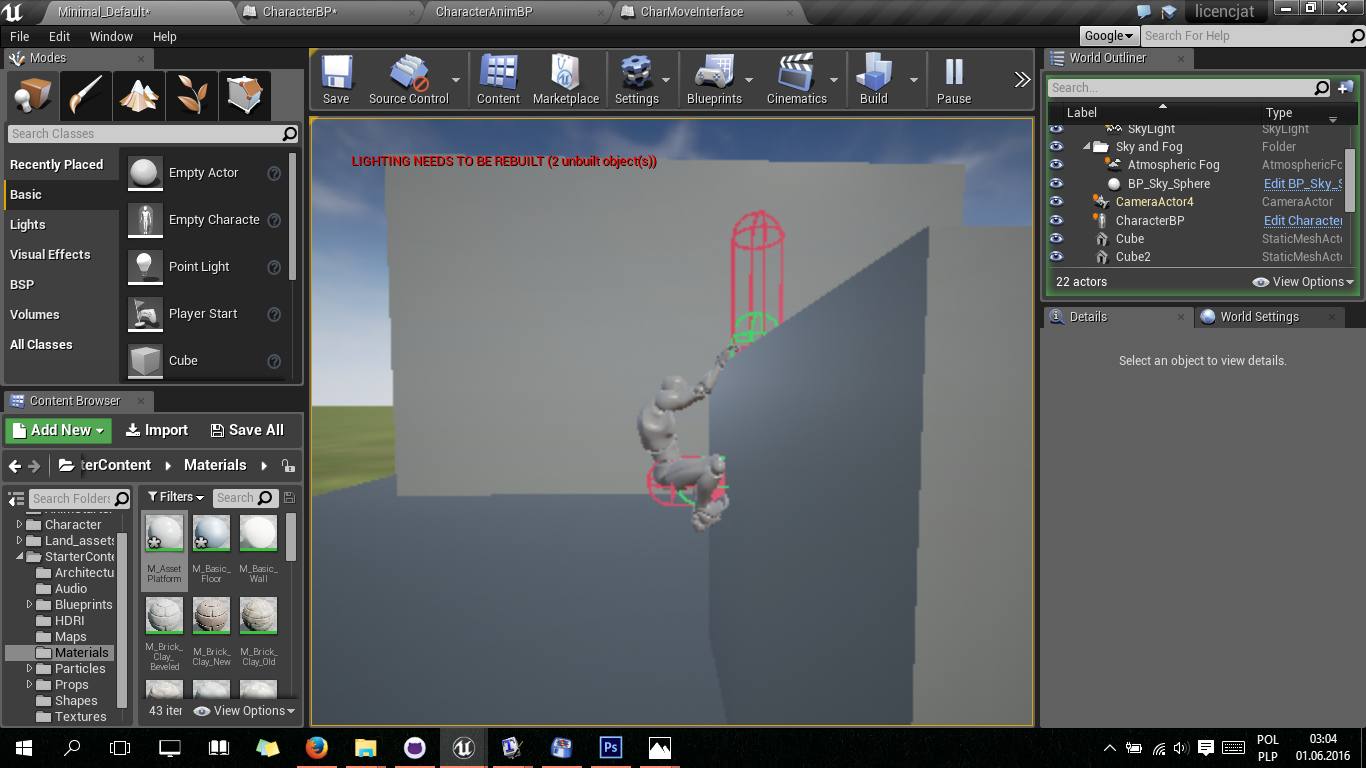 Minimal_Default*
CharacterBP*
CharacterAnimBP
CharMoveInterface
licencjat
File
Edit
Window
Help
Google
Search For Help
Modes
Search Classes
Recently Placed
Basic
Lights
Visual Effects
BSP
Volumes
All Classes
Empty Actor
Empty Characte
Point Light
Player Start
Cube
Save
Source Control
Content
Marketplace
Settings
Blueprints
Cinematics
Build
Pause
LIGHTING NEEDS TO BE REBUILT (2 unbuilt object(s))
World Outliner
Search...
Label
Type
SkyLight
SkyLight
Sky and Fog
Folder
Atmospheric Fog
AtmosphericFo
BP_Sky_Sphere
Edit BP_Sky_S
CameraActor4
CameraActor
CharacterBP
Edit Character
Cube
StaticMeshActo
Cube2
StaticMeshActo
22 actors
View Options
Details
World Settings
Select an object to view details.
Content Browser
Add New
Import
Save All
terContent
Materials
Search Folders
Filters
Search
Character
Land_assets
StarterConte
Architectu
Audio
Blueprints
HDRI
Maps
Materials
Particles
Props
Shapes
Textures
M_Asset
Platform
M_Basic_
Floor
M_Basic_
Wall
M_Brick_
Clay_
Beveled
M_Brick_
Clay_New
M_Brick_
Clay_Old
43 iter
View Options
Ps
POL
PLP
03:04
01.06.2016